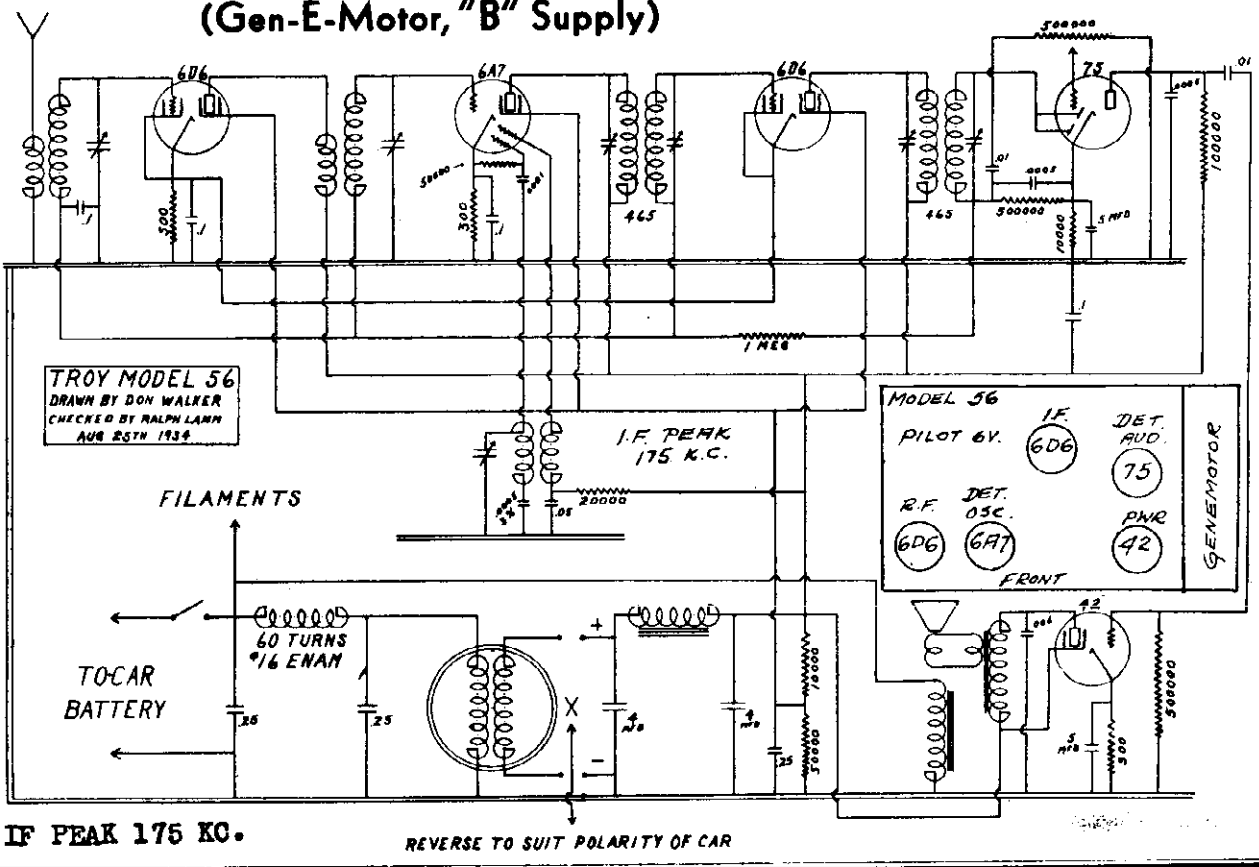 (Gen-E-Motor, "B" Supply)
500000
6D6
6A7
6D6
75
.01
.0005
100000
50000
.0001
.01
.0005
500000
5 MFD
.1
300
.1
300
.1
465
465
10000
.1
1 MEG
TROY MODEL 56
DRAWN BY DON WALKER
CHECKED BY RALPH LAMM
AUG 25TH 1934
I.F. PEAK
175 K.C.
20000
.05
MODEL 56
PILOT 6V.
I.F.
6D6
DET.
AUD.
75
R.F.
6D6
DET.
OSC.
6A7
PWR
42
FRONT
GENEMOTOR
FILAMENTS
60 TURNS
#16 ENAM
TO CAR
BATTERY
.25
.25
+
X
-
4
MFD
4
MFD
10000
50000
.25
.006
42
5
MFD
300
500000
IF PEAK 175 KC.
REVERSE TO SUIT POLARITY OF CAR